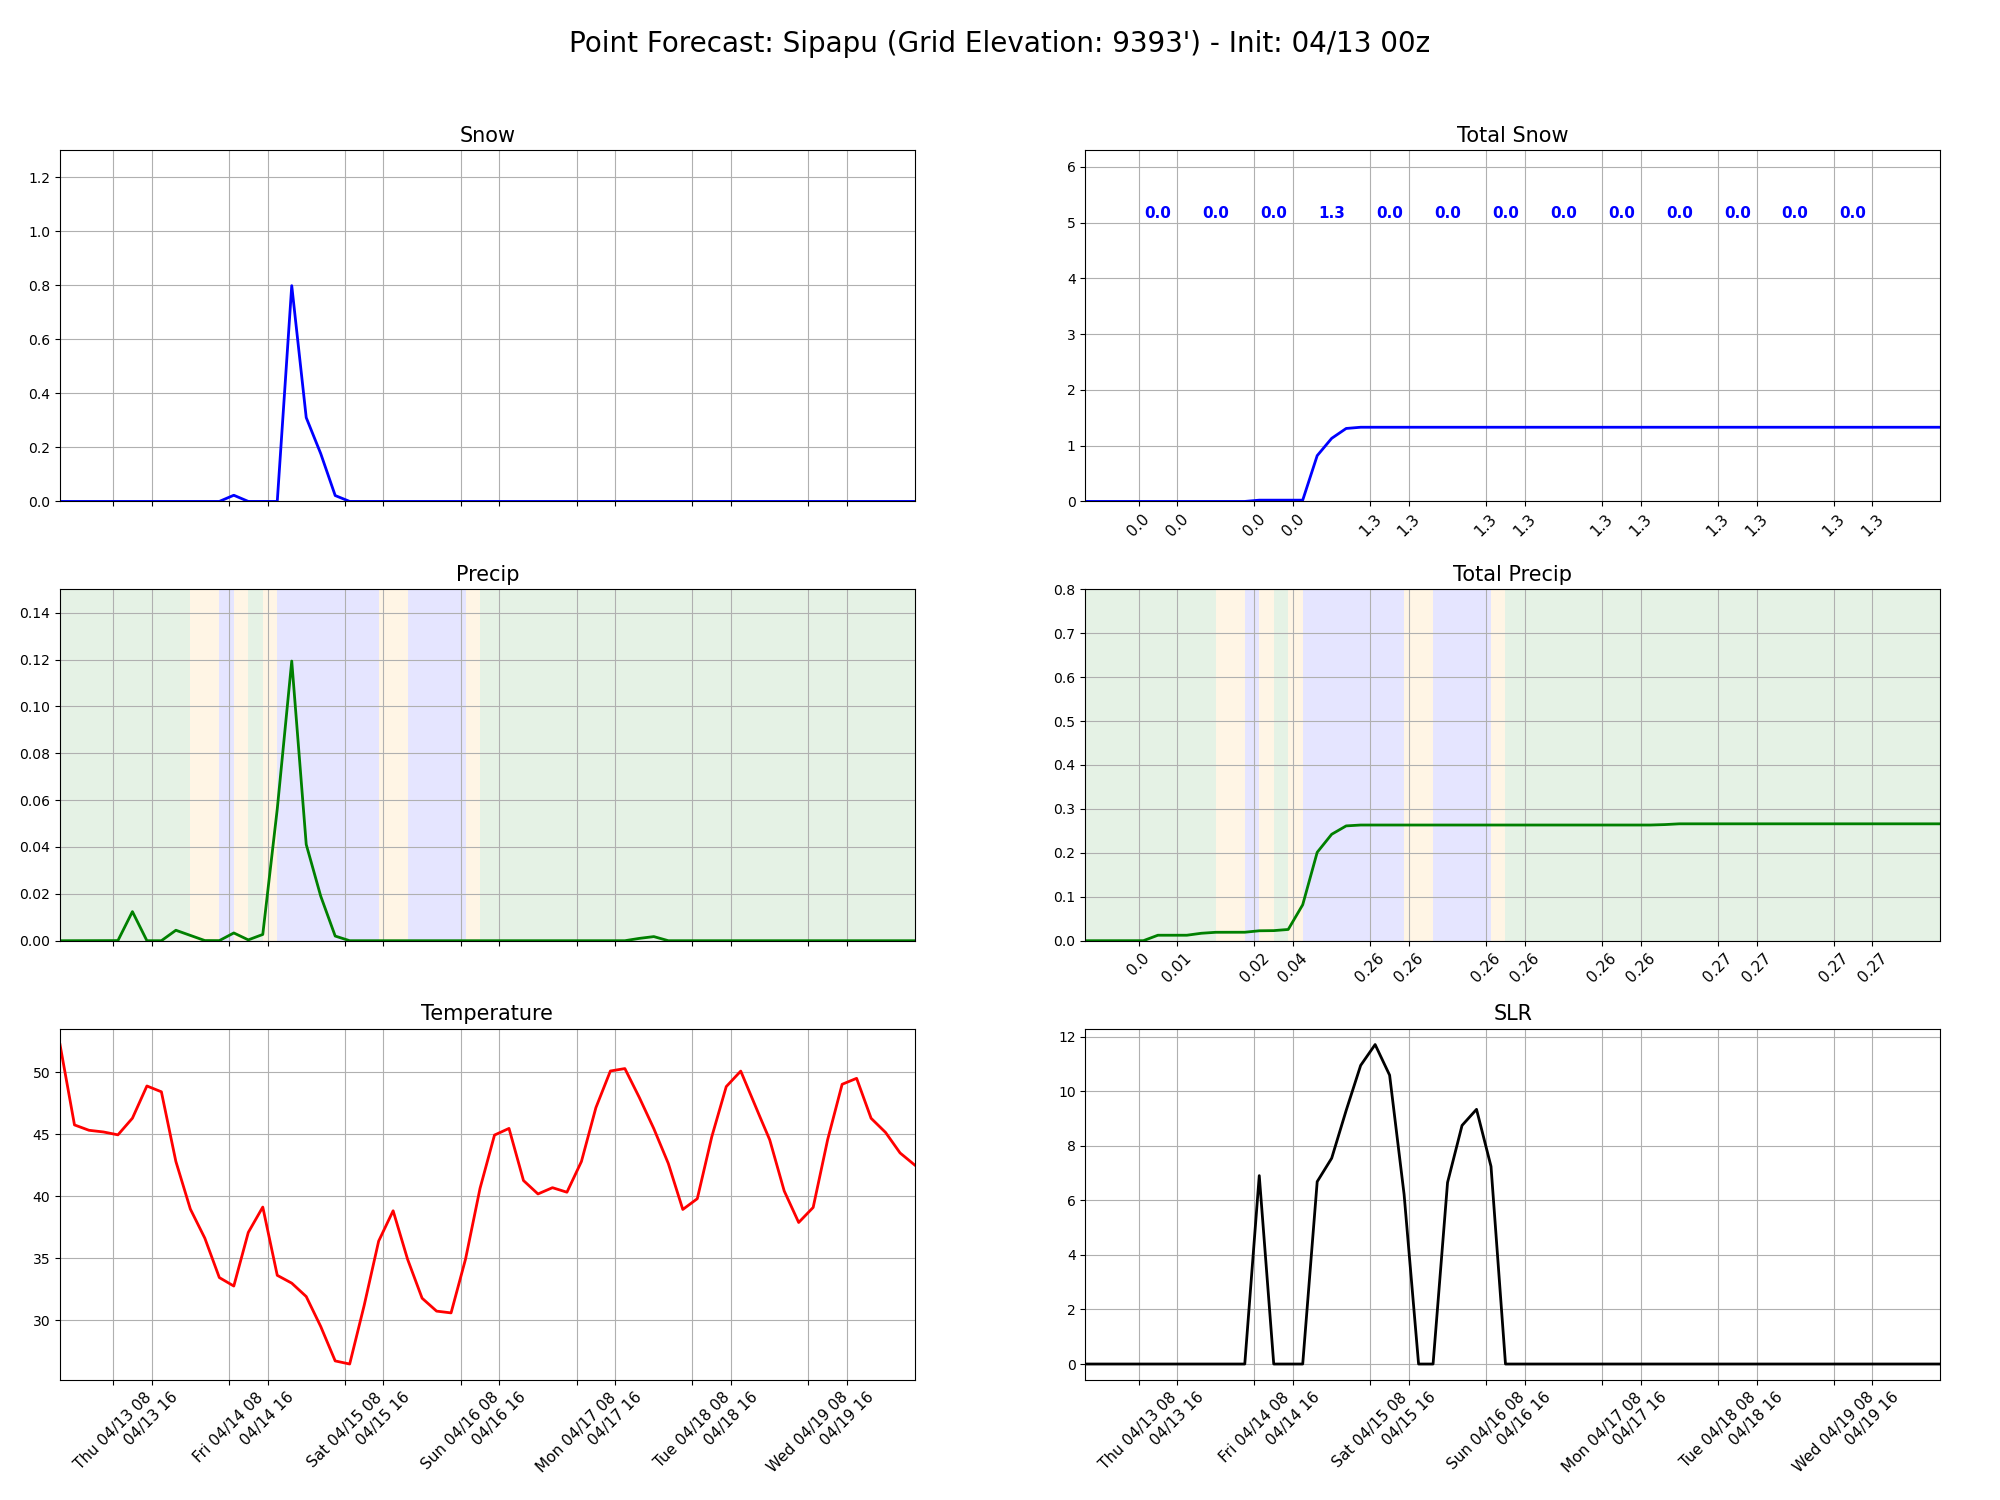 Point Forecast: Sipapu (Grid Elevation: 9393') - Init: 04/13 00z
Snow
1.2
1.0
0.8
0.6
0.4
0.2
0.0
Total Snow
6
5
4
3
2
1
0
0.0 0.0 0.0 1.3 0.0 0.0 0.0 0.0 0.0 0.0 0.0 0.0 0.0
0.0 0.0 0.0 0.0 1.3 1.3 1.3 1.3 1.3 1.3 1.3 1.3 1.3 1.3
Precip
0.14
0.12
0.10
0.08
0.06
0.04
0.02
0.00
Total Precip
0.8
0.7
0.6
0.5
0.4
0.3
0.2
0.1
0.0
0.0 0.01 0.02 0.04 0.26 0.26 0.26 0.26 0.26 0.26 0.27 0.27 0.27 0.27
Temperature
50
45
40
35
30
Thu 04/13 08
04/13 16
Fri 04/14 08
04/14 16
Sat 04/15 08
04/15 16
Sun 04/16 08
04/16 16
Mon 04/17 08
04/17 16
Tue 04/18 08
04/18 16
Wed 04/19 08
04/19 16
SLR
12
10
8
6
4
2
0
Thu 04/13 08
04/13 16
Fri 04/14 08
04/14 16
Sat 04/15 08
04/15 16
Sun 04/16 08
04/16 16
Mon 04/17 08
04/17 16
Tue 04/18 08
04/18 16
Wed 04/19 08
04/19 16